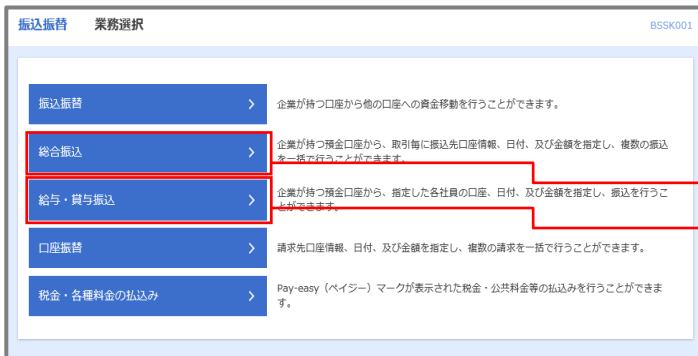 振込振替 業務選択 BSSK001
振込振替
企業が持つ口座から他の口座への資金移動を行うことができます。
総合振込
企業が持つ預金口座から、取引毎に振込先口座情報、日付、及び金額を指定し、複数の振込
を一括で行うことができます。
給与・賞与振込
企業が持つ預金口座から、指定した各社員の口座、日付、及び金額を指定し、振込を行うこ
とができます。
口座振替
請求先口座情報、日付、及び金額を指定し、複数の請求を一括で行うことができます。
税金・各種料金の払込み
Pay-easy（ペイジー）マークが表示された税金・公共料金等の払込みを行うことができま
す。